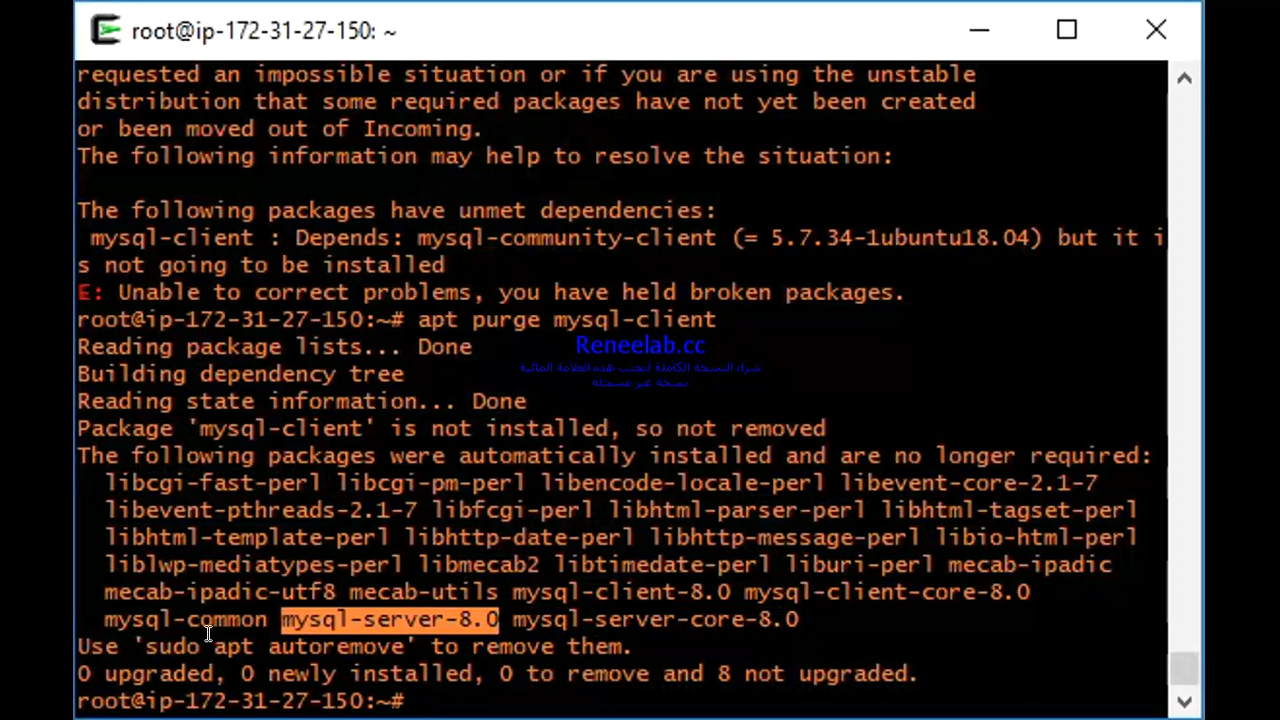 root@ip-172-31-27-150: ~
requested an impossible situation or if you are using the unstable
distribution that some required packages have not yet been created
or been moved out of Incoming.
The following information may help to resolve the situation:
The following packages have unmet dependencies:
mysql-client : Depends: mysql-community-client (= 5.7.34-1ubuntu18.04) but it i
s not going to be installed
E: Unable to correct problems, you have held broken packages.
root@ip-172-31-27-150:~# apt purge mysql-client
Reading package lists... Done
Reneelab.cc
شراء النسخة الكاملة لتجنب هذه العلامة المائية
Building dependency tree
نسخة غير مسجلة
Reading state information... Done
Package 'mysql-client' is not installed, so not removed
The following packages were automatically installed and are no longer required:
libcgi-fast-perl libcgi-pm-perl libencode-locale-perl libevent-core-2.1-7
libevent-pthreads-2.1-7 libfcgi-perl libhtml-parser-perl libhtml-tagset-perl
libhtml-template-perl libhttp-date-perl libhttp-message-perl libio-html-perl
liblwp-mediatypes-perl libmecab2 libtimedate-perl liburi-perl mecab-ipadic
mecab-ipadic-utf8 mecab-utils mysql-client-8.0 mysql-client-core-8.0
mysql-common mysql-server-8.0 mysql-server-core-8.0
Use 'sudo apt autoremove' to remove them.
0 upgraded, 0 newly installed, 0 to remove and 8 not upgraded.
root@ip-172-31-27-150:~#